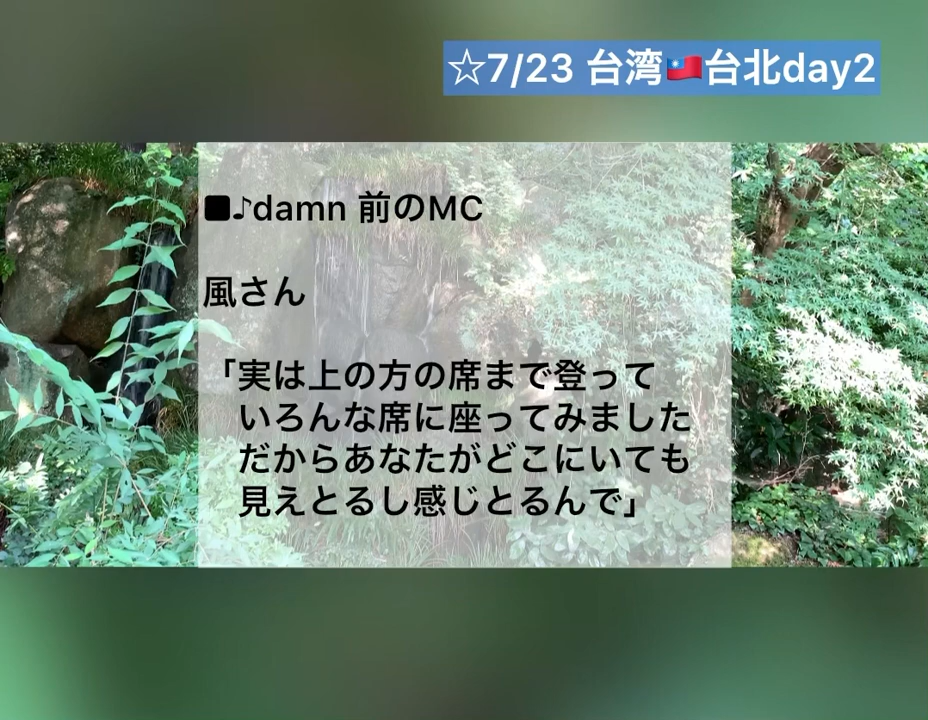 ☆7/23 台湾🇹🇼台北day2
■♪damn 前のMC
風さん
「実は上の方の席まで登って
いろんな席に座ってみました
だからあなたがどこにいても
見えとるし感じとるんで」